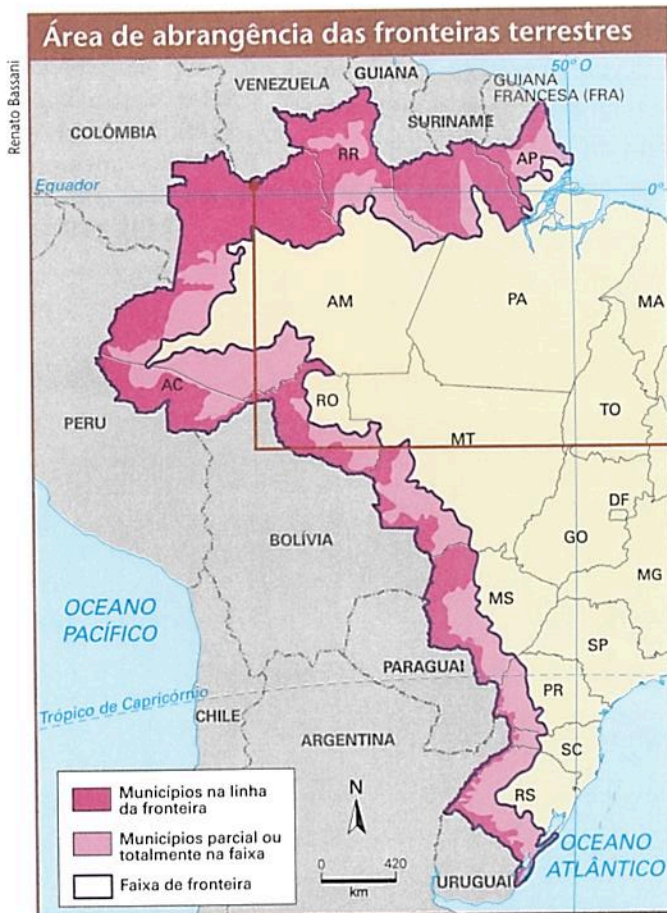 Área de abrangência das fronteiras terrestres
Renato Bassani
50° O
VENEZUELA
GUIANA
GUIANA
FRANCESA (FRA)
SURINAME
COLÔMBIA
RR
AP
Equador
0°
AM
PA
MA
AC
RO
TO
PERU
MT
BOLÍVIA
DF
GO
MG
MS
OCEANO
PACÍFICO
SP
PARAGUAI
PR
Trópico de Capricórnio
CHILE
SC
ARGENTINA
RS
Municípios na linha
da fronteira
Municípios parcial ou
totalmente na faixa
Faixa de fronteira
N
0
420
km
OCEANO
ATLÂNTICO
URUGUAI